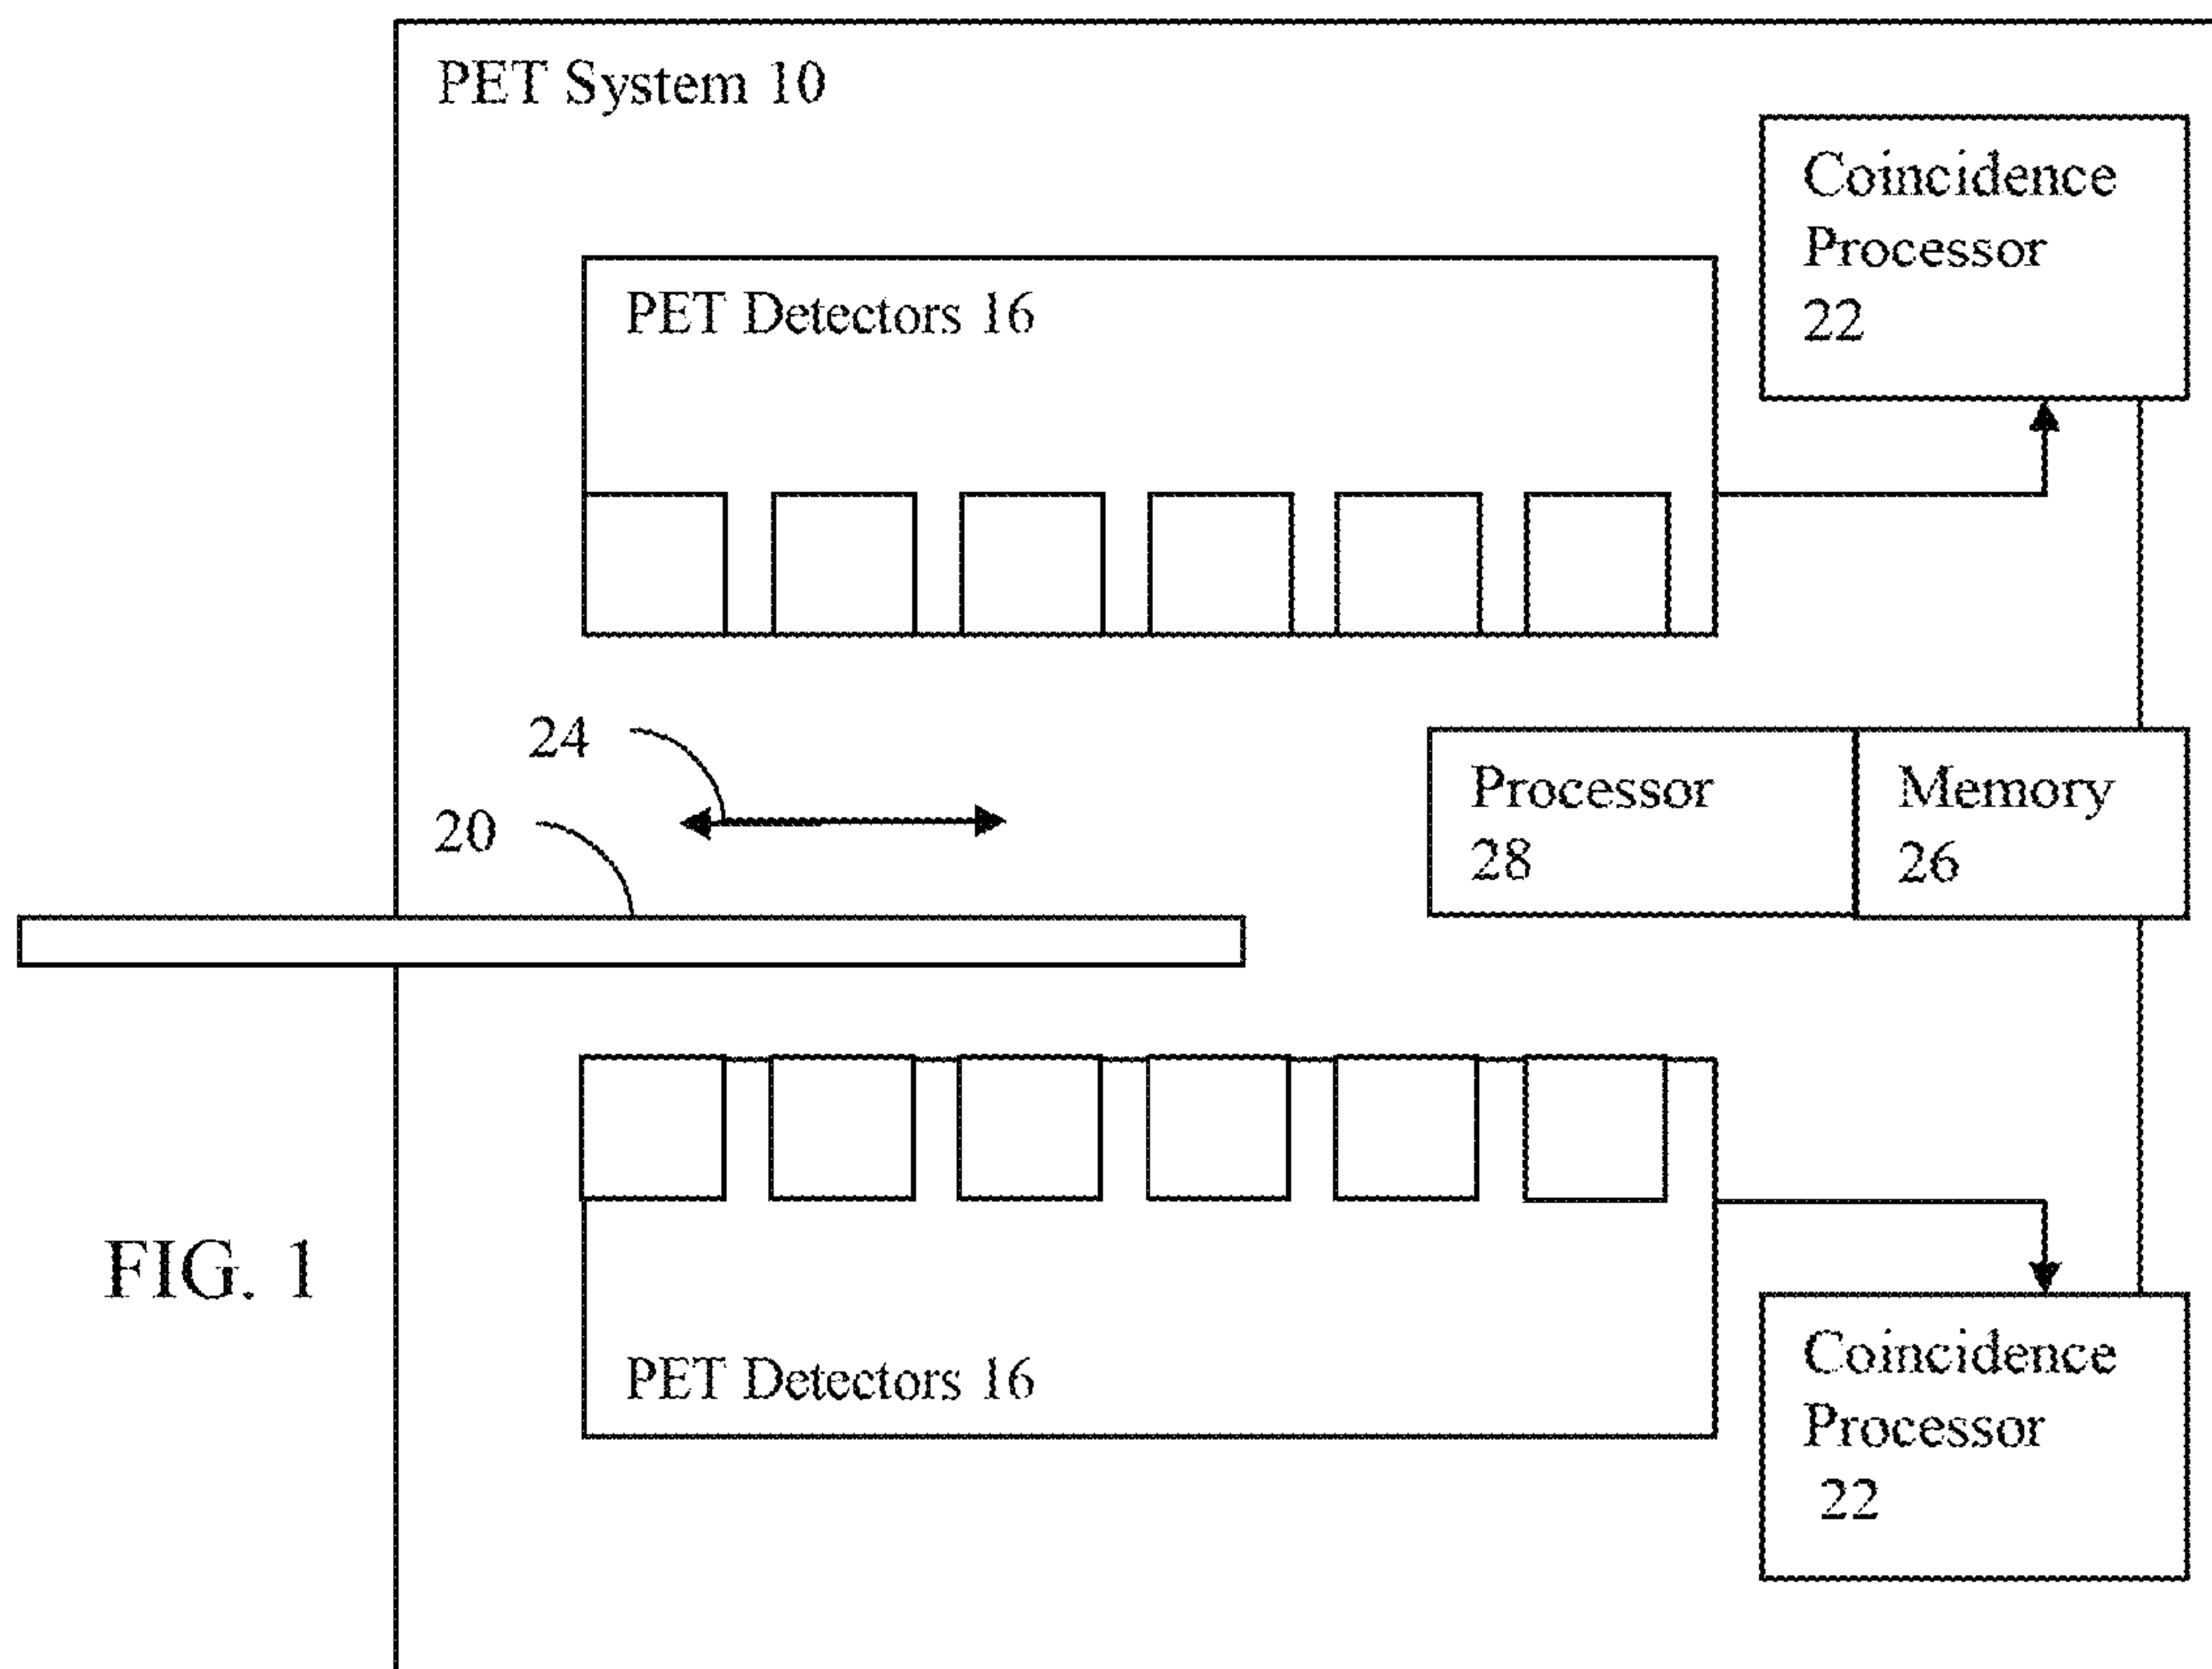 PET System 10
Coincidence
Processor
22
PET Detectors 16
24
20
Processor
28
Memory
26
FIG. 1
PET Detectors 16
Coincidence
Processor
22